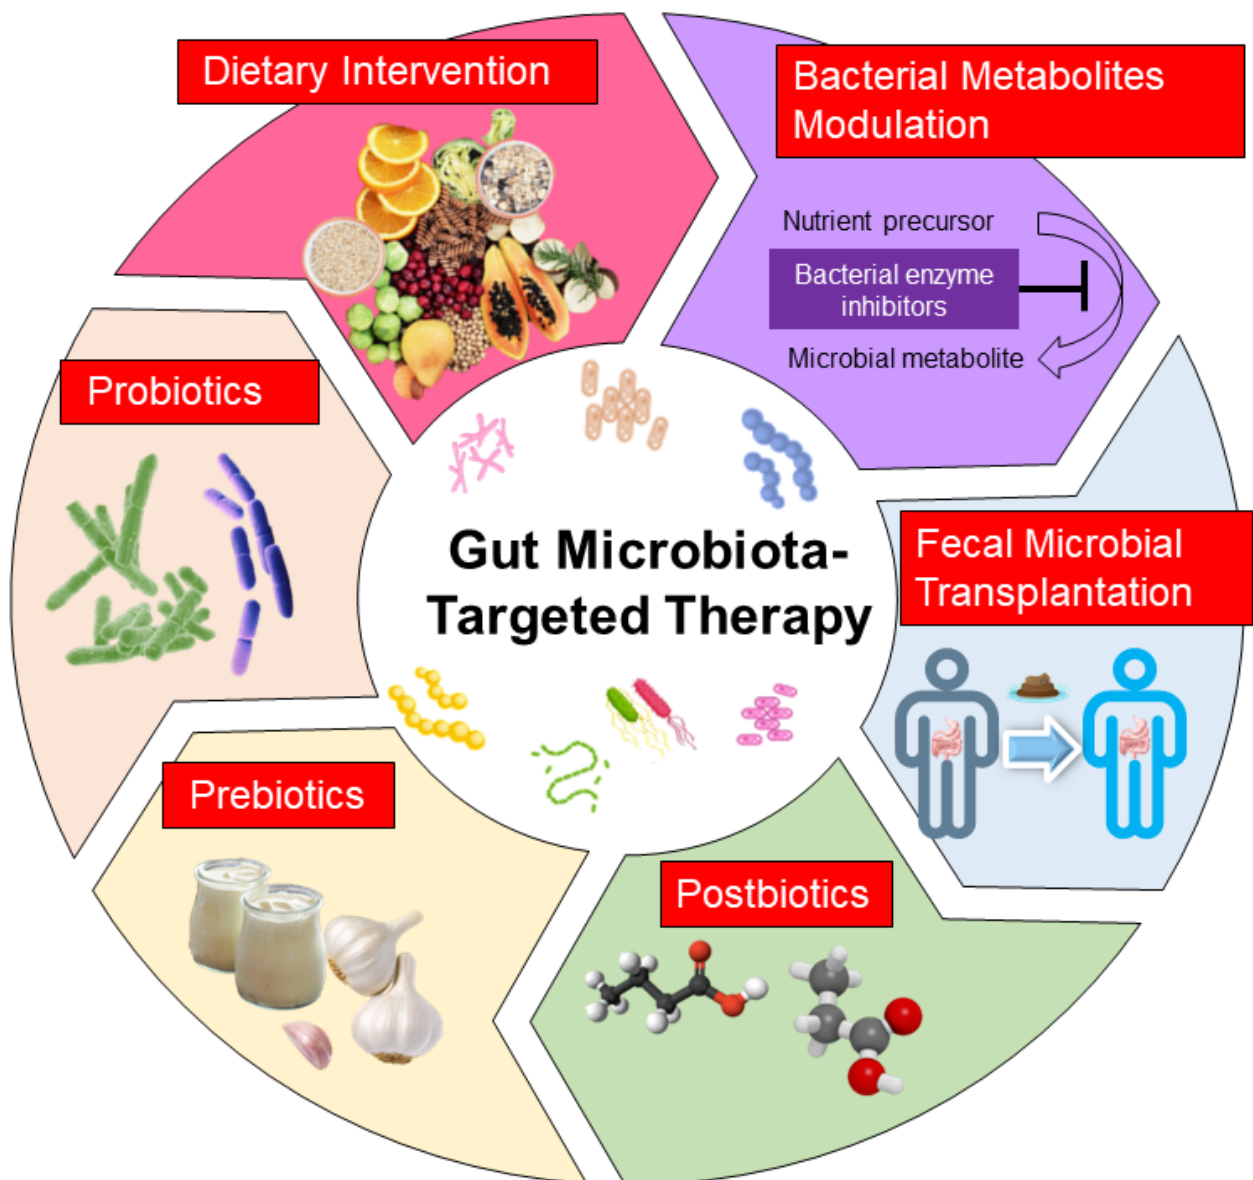 Dietary Intervention
Bacterial Metabolites
Modulation
Nutrient precursor
Bacterial enzyme
inhibitors
Microbial metabolite
Probiotics
Gut Microbiota-
Targeted Therapy
Fecal Microbial
Transplantation
Prebiotics
Postbiotics